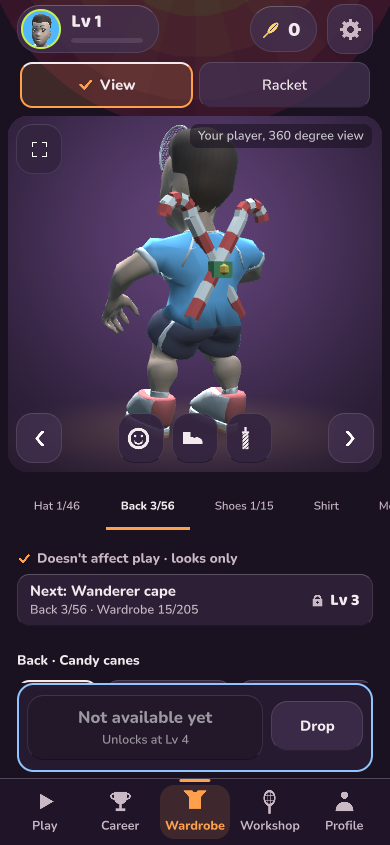 Lv 1
0
View
Racket
Your player, 360 degree view
Hat 1/46
Back 3/56
Shoes 1/15
Shirt
Doesn't affect play · looks only
Next: Wanderer cape
Back 3/56 · Wardrobe 15/205
Lv 3
Back · Candy canes
Not available yet
Unlocks at Lv 4
Drop
Play
Career
Wardrobe
Workshop
Profile